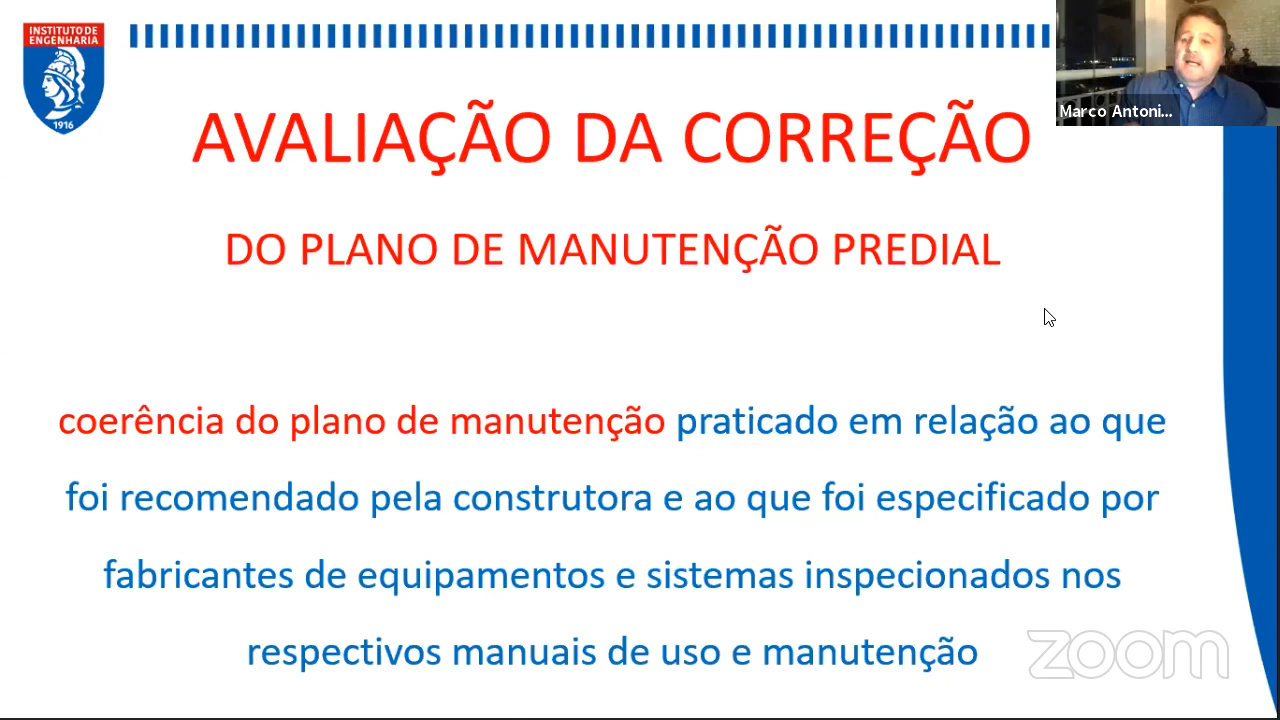 INSTITUTO DE
ENGENHARIA
1916
Marco Antoni...
AVALIAÇÃO DA CORREÇÃO
DO PLANO DE MANUTENÇÃO PREDIAL
coerência do plano de manutenção praticado em relação ao que
foi recomendado pela construtora e ao que foi especificado por
fabricantes de equipamentos e sistemas inspecionados nos
respectivos manuais de uso e manutenção
zoom